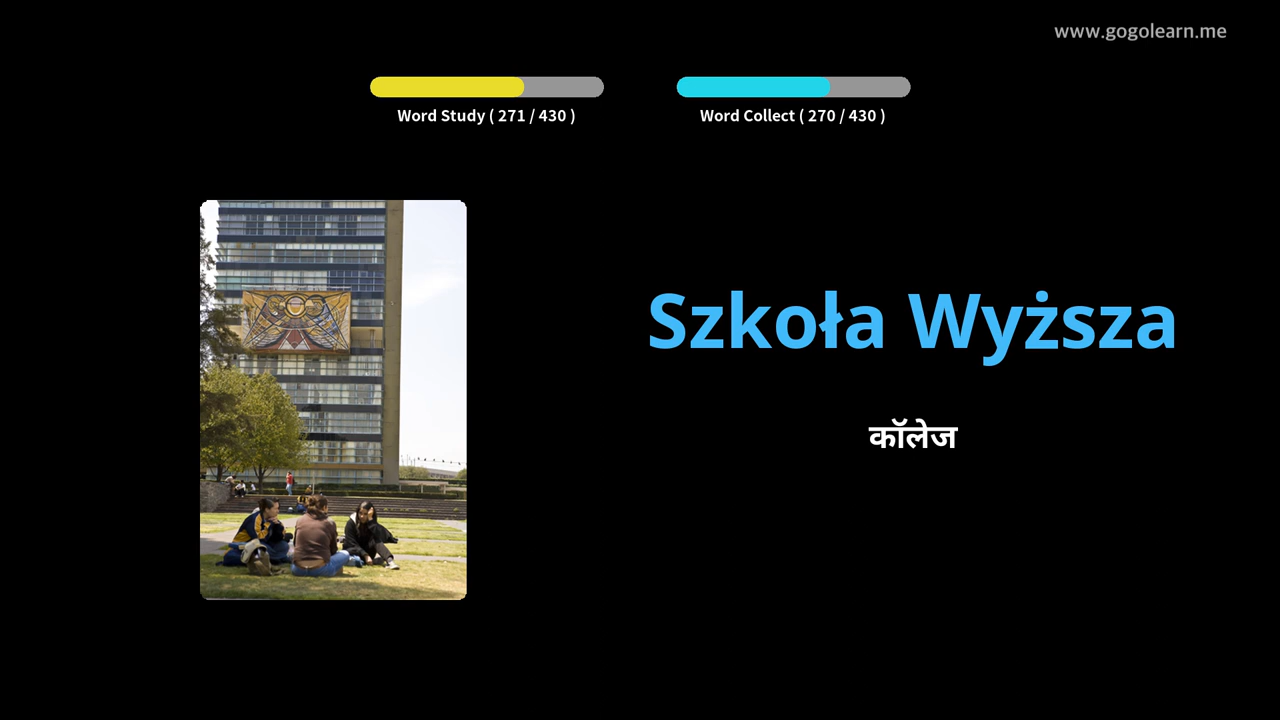 www.gogolearn.me
Word Study ( 271 / 430 )
Word Collect ( 270 / 430 )
Szkoła Wyższa
कॉलेज